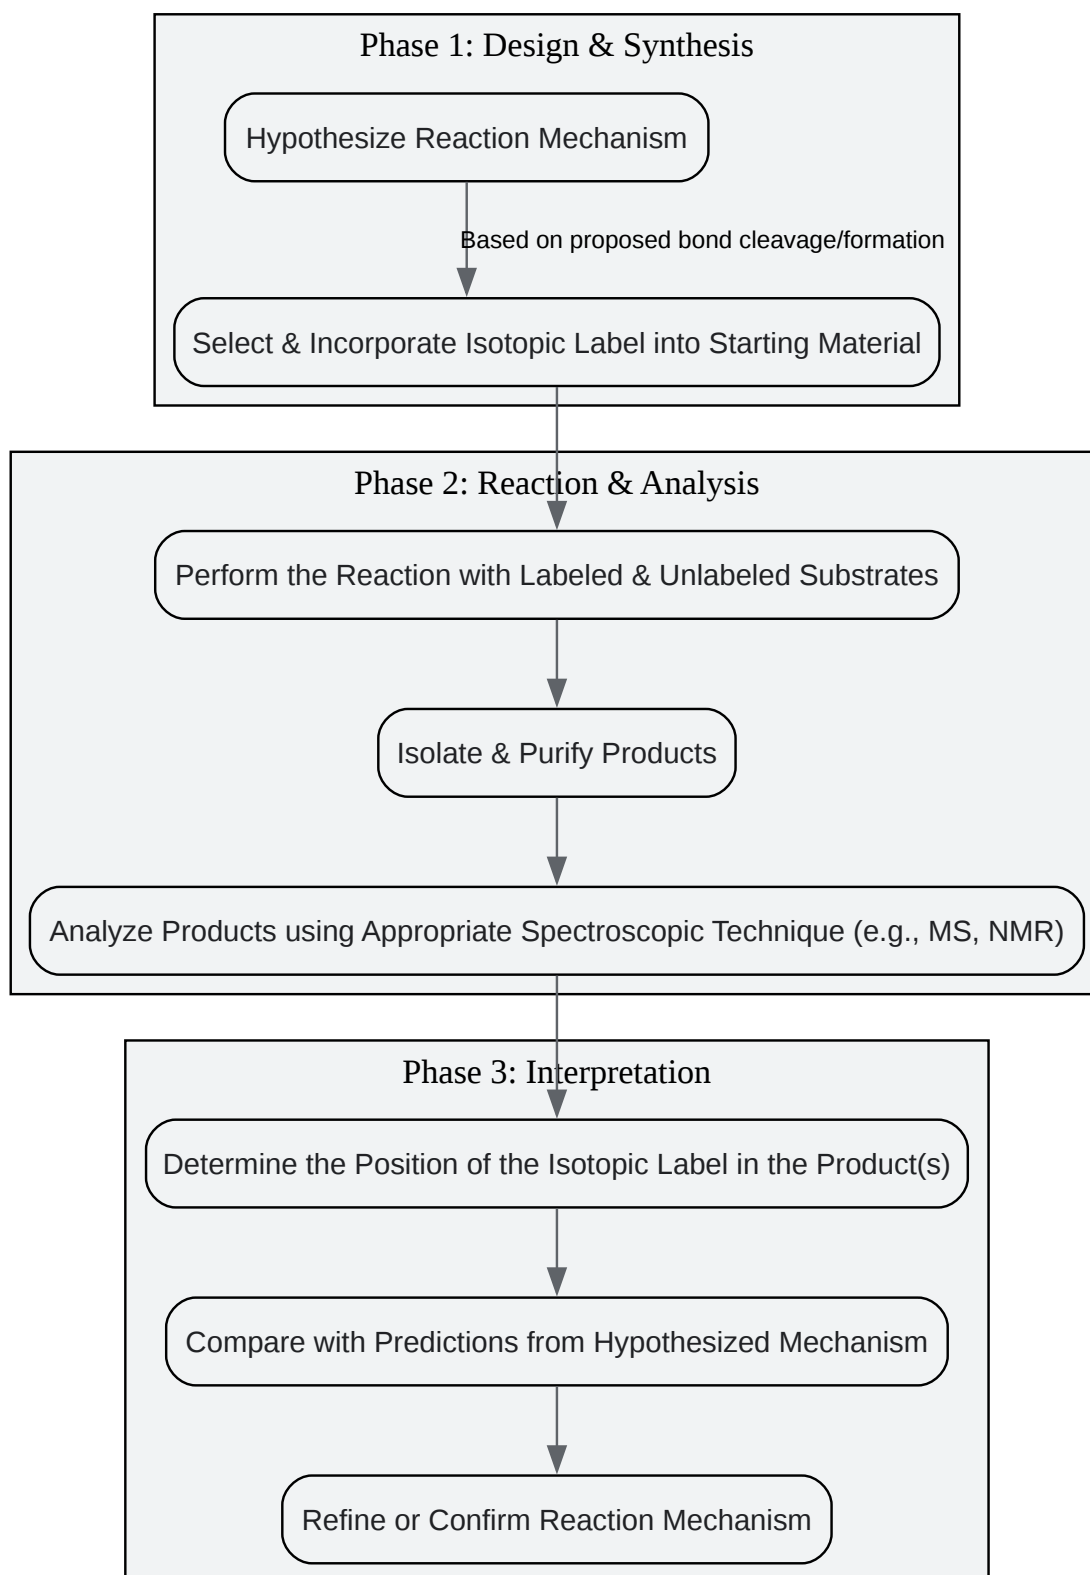 Phase 1: Design & Synthesis
Hypothesize Reaction Mechanism
Based on proposed bond cleavage/formation
Select & Incorporate Isotopic Label into Starting Material
Phase 2: Reaction & Analysis
Perform the Reaction with Labeled & Unlabeled Substrates
Isolate & Purify Products
Analyze Products using Appropriate Spectroscopic Technique (e.g., MS, NMR)
Phase 3: Interpretation
Determine the Position of the Isotopic Label in the Product(s)
Compare with Predictions from Hypothesized Mechanism
Refine or Confirm Reaction Mechanism